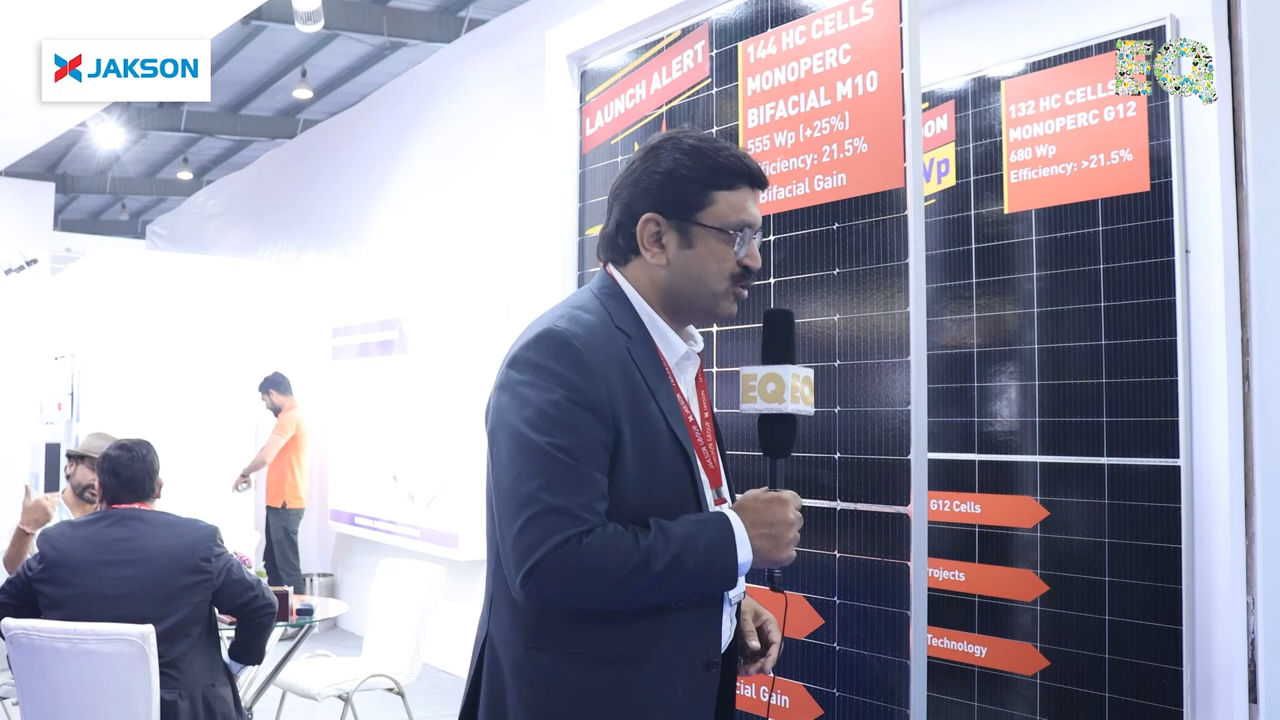 JAKSON
EQ
LAUNCH ALERT
144 HC CELLS
MONOPERC
BIFACIAL M10
555 Wp (+25%)
ficiency: 21.5%
Bifacial Gain
ON
Wp
132 HC CELLS
MONOPERC G12
680 Wp
Efficiency: >21.5%
EQ EQ
G12 Cells
rojects
Technology
cial Gain